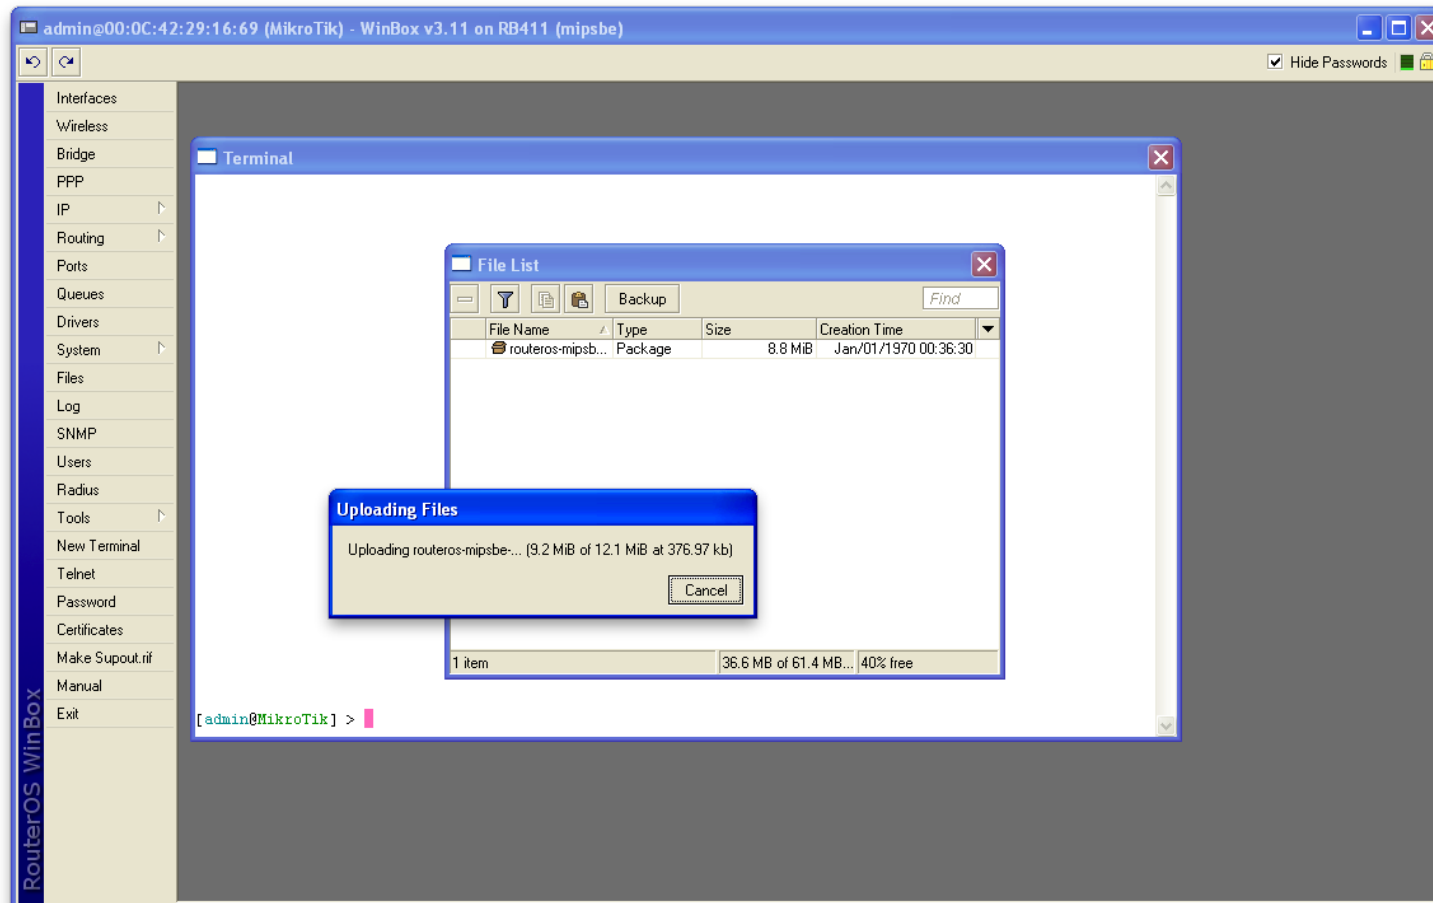 admin@00:0C:42:29:16:69 (MikroTik) - WinBox v3.11 on RB411 (mipsbe)
Hide Passwords
Interfaces
Wireless
Bridge
PPP
IP
Routing
Ports
Queues
Drivers
System
Files
Log
SNMP
Users
Radius
Tools
New Terminal
Telnet
Password
Certificates
Make Supout.rif
Manual
Exit
RouterOS WinBox
Terminal
File List
Backup
Find
File Name Type Size Creation Time
routeros-mipsb... Package 8.8 MiB Jan/01/1970 00:36:30
Uploading Files
Uploading routeros-mipsbe-... (9.2 MiB of 12.1 MiB at 376.97 kb)
Cancel
1 item 36.6 MB of 61.4 MB... 40% free
[admin@MikroTik] >